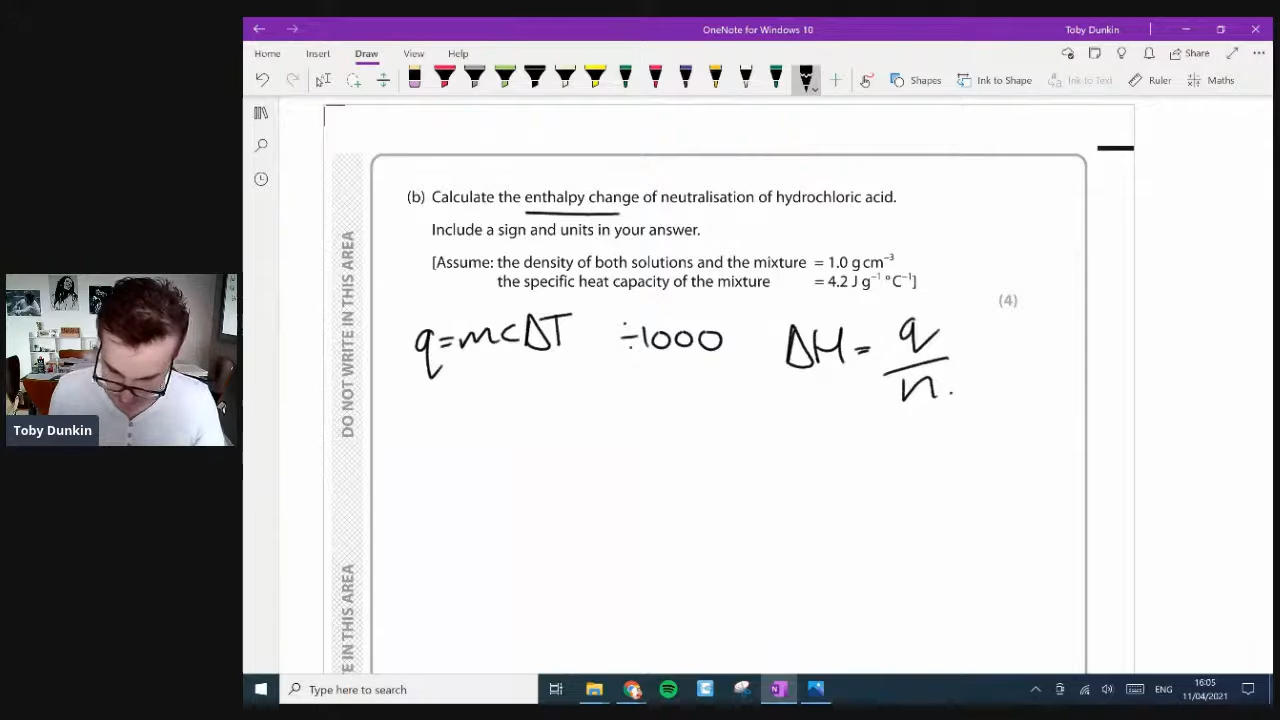 OneNote for Windows 10
Toby Dunkin
Home Insert Draw View Help
Share
Shapes Ink to Shape Ink to Text Ruler Maths
(b) Calculate the enthalpy change of neutralisation of hydrochloric acid.
Include a sign and units in your answer.
[Assume: the density of both solutions and the mixture = 1.0 g cm⁻³
the specific heat capacity of the mixture = 4.2 J g⁻¹ °C⁻¹]
(4)
q=mcΔT ÷1000 ΔH = q/n.
DO NOT WRITE IN THIS AREA
TE IN THIS AREA
Toby Dunkin
Type here to search
ENG
16:05
11/04/2021